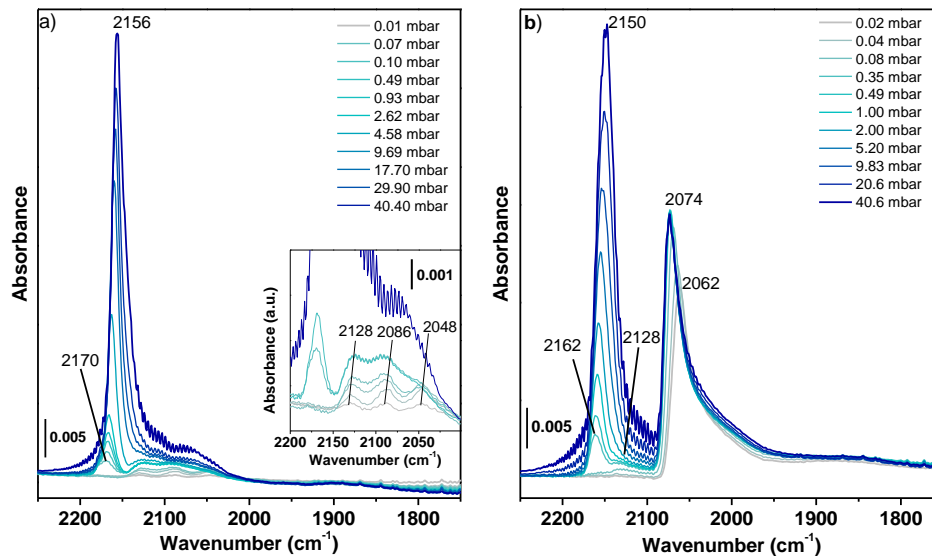 a)
2156
0.01 mbar
0.07 mbar
0.10 mbar
0.49 mbar
0.93 mbar
2.62 mbar
4.58 mbar
9.69 mbar
17.70 mbar
29.90 mbar
40.40 mbar
2170
0.005
Absorbance
2200 2100 2000 1900 1800
Wavenumber (cm-1)
0.001
2128 2086 2048
Absorbance (a.u.)
2200 2150 2100 2050
Wavenumber (cm-1)
b)
2150
0.02 mbar
0.04 mbar
0.08 mbar
0.35 mbar
0.49 mbar
1.00 mbar
2.00 mbar
5.20 mbar
9.83 mbar
20.6 mbar
40.6 mbar
2074
2062
2162
2128
0.005
Absorbance
2200 2100 2000 1900 1800
Wavenumber (cm-1)